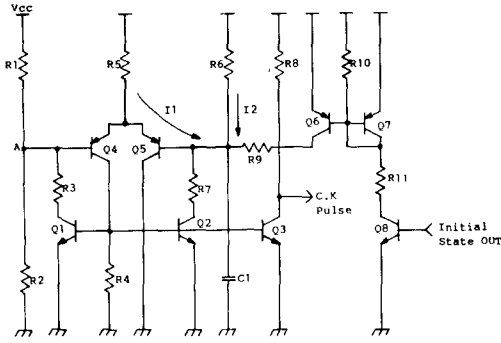 Vcc
R1
R5
R6
R8
R10
I1
I2
Q6
Q7
A
Q4
Q5
R9
R3
R7
C.K
Pulse
R11
Q1
Q2
Q3
Q8
Initial
State OUT
R2
R4
C1